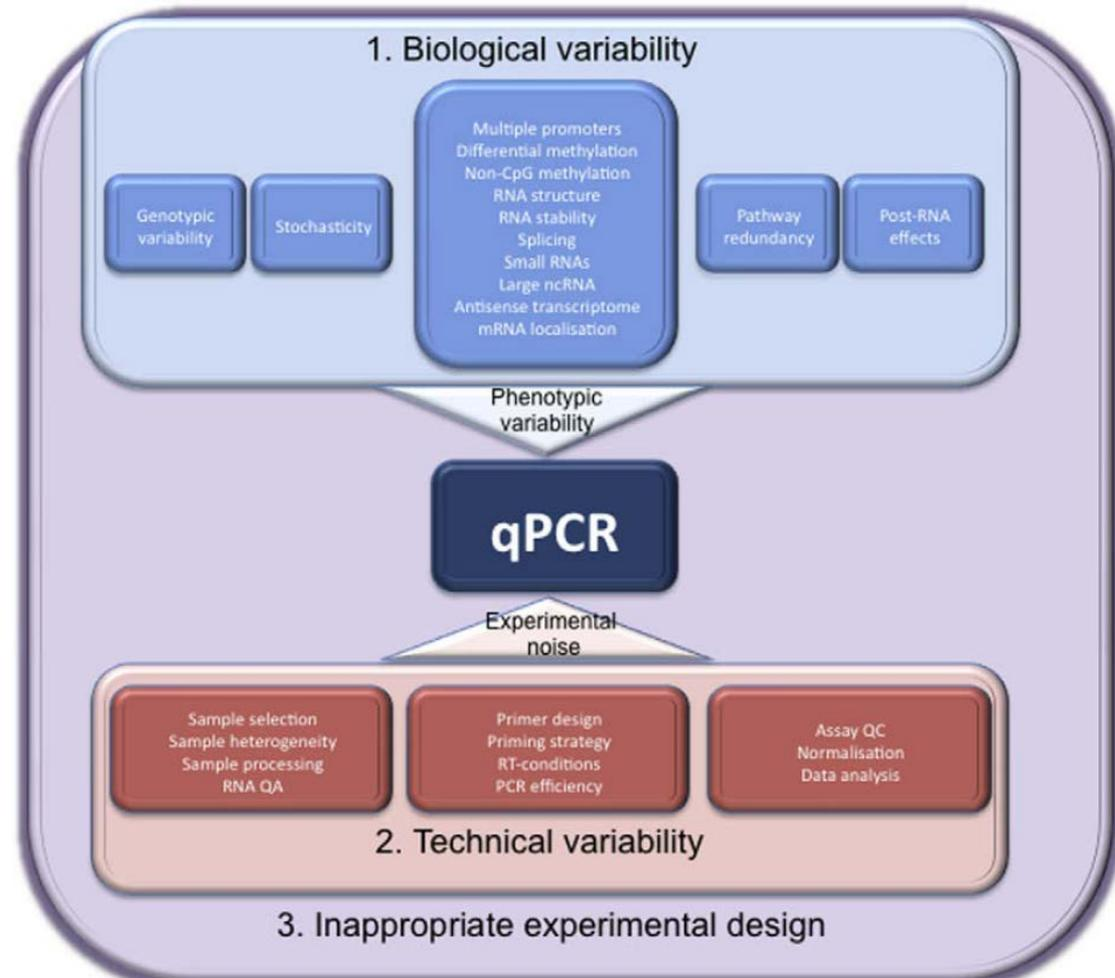 1. Biological variability
Genotypic
variability
Stochasticity
Multiple promoters
Differential methylation
Non-CpG methylation
RNA structure
RNA stability
Splicing
Small RNAs
Large ncRNA
Antisense transcriptome
mRNA localisation
Pathway
redundancy
Post-RNA
effects
Phenotypic
variability
qPCR
Experimental
noise
Sample selection
Sample heterogeneity
Sample processing
RNA QA
Primer design
Priming strategy
RT-conditions
PCR efficiency
Assay QC
Normalisation
Data analysis
2. Technical variability
3. Inappropriate experimental design